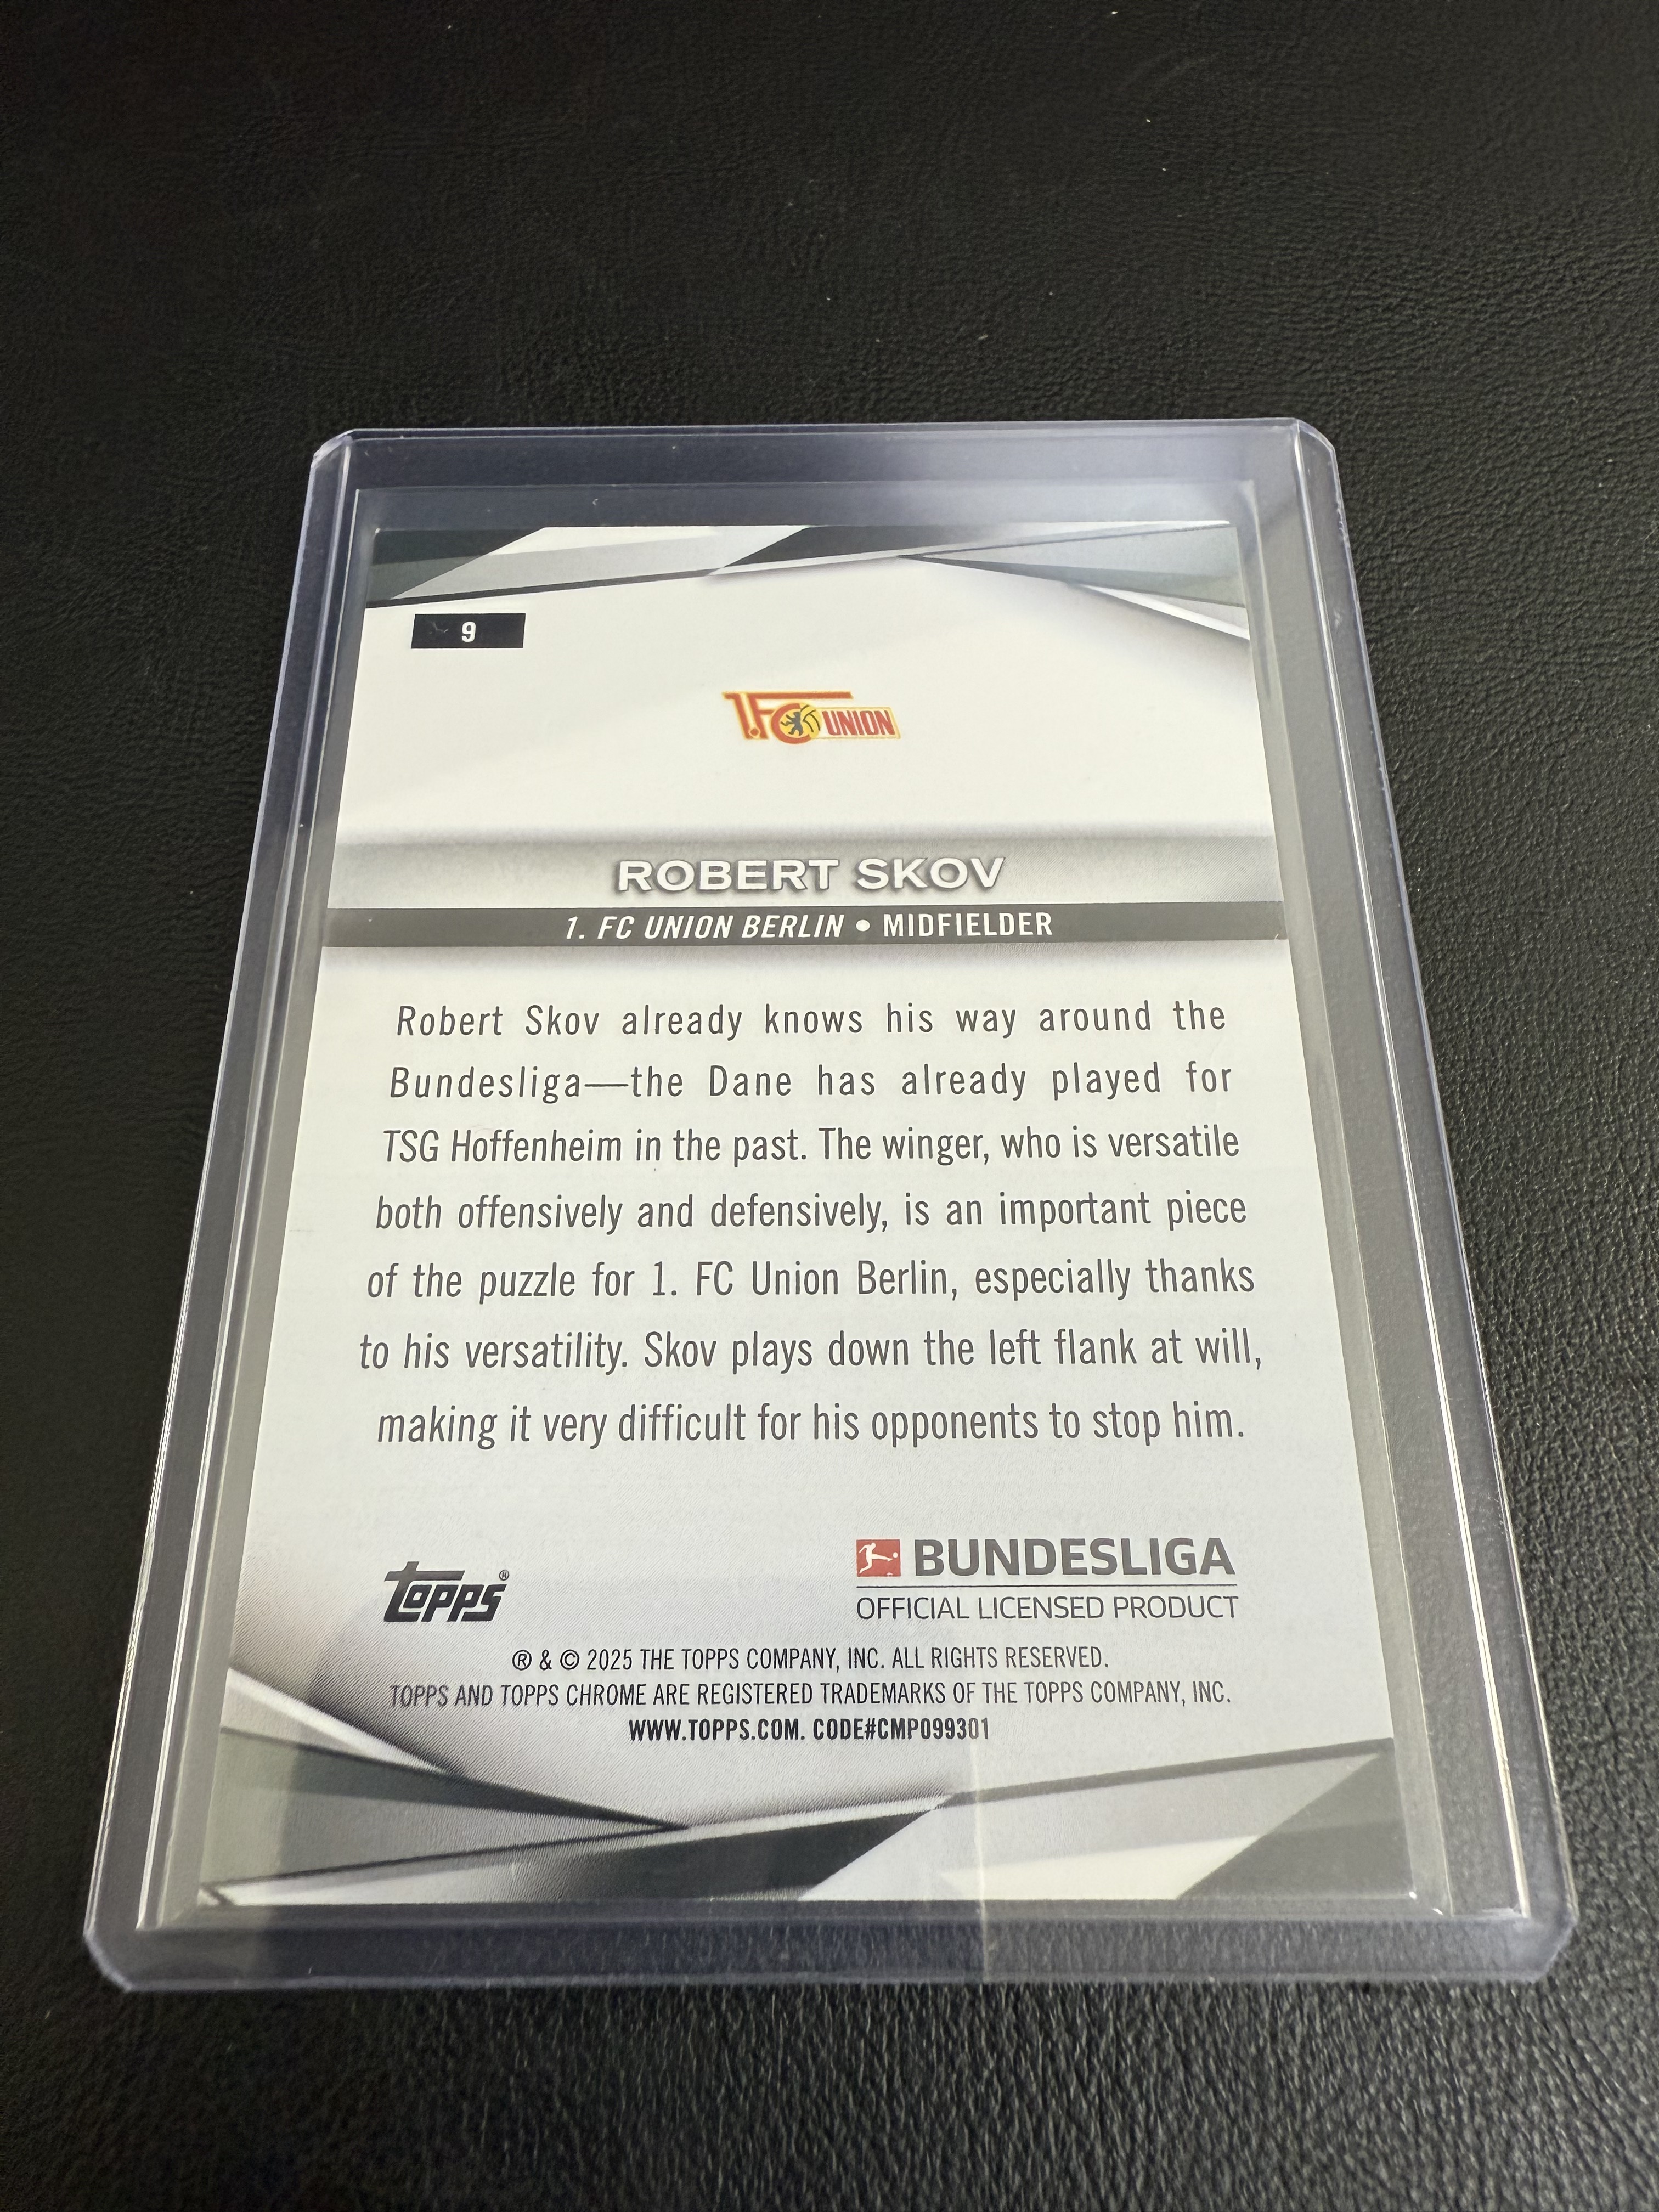 9
1.FC UNION
ROBERT SKOV
1. FC UNION BERLIN • MIDFIELDER
Robert Skov already knows his way around the
Bundesliga—the Dane has already played for
TSG Hoffenheim in the past. The winger, who is versatile
both offensively and defensively, is an important piece
of the puzzle for 1. FC Union Berlin, especially thanks
to his versatility. Skov plays down the left flank at will,
making it very difficult for his opponents to stop him.
topps®
BUNDESLIGA
OFFICIAL LICENSED PRODUCT
® & © 2025 THE TOPPS COMPANY, INC. ALL RIGHTS RESERVED.
TOPPS AND TOPPS CHROME ARE REGISTERED TRADEMARKS OF THE TOPPS COMPANY, INC.
WWW.TOPPS.COM. CODE#CMP099301